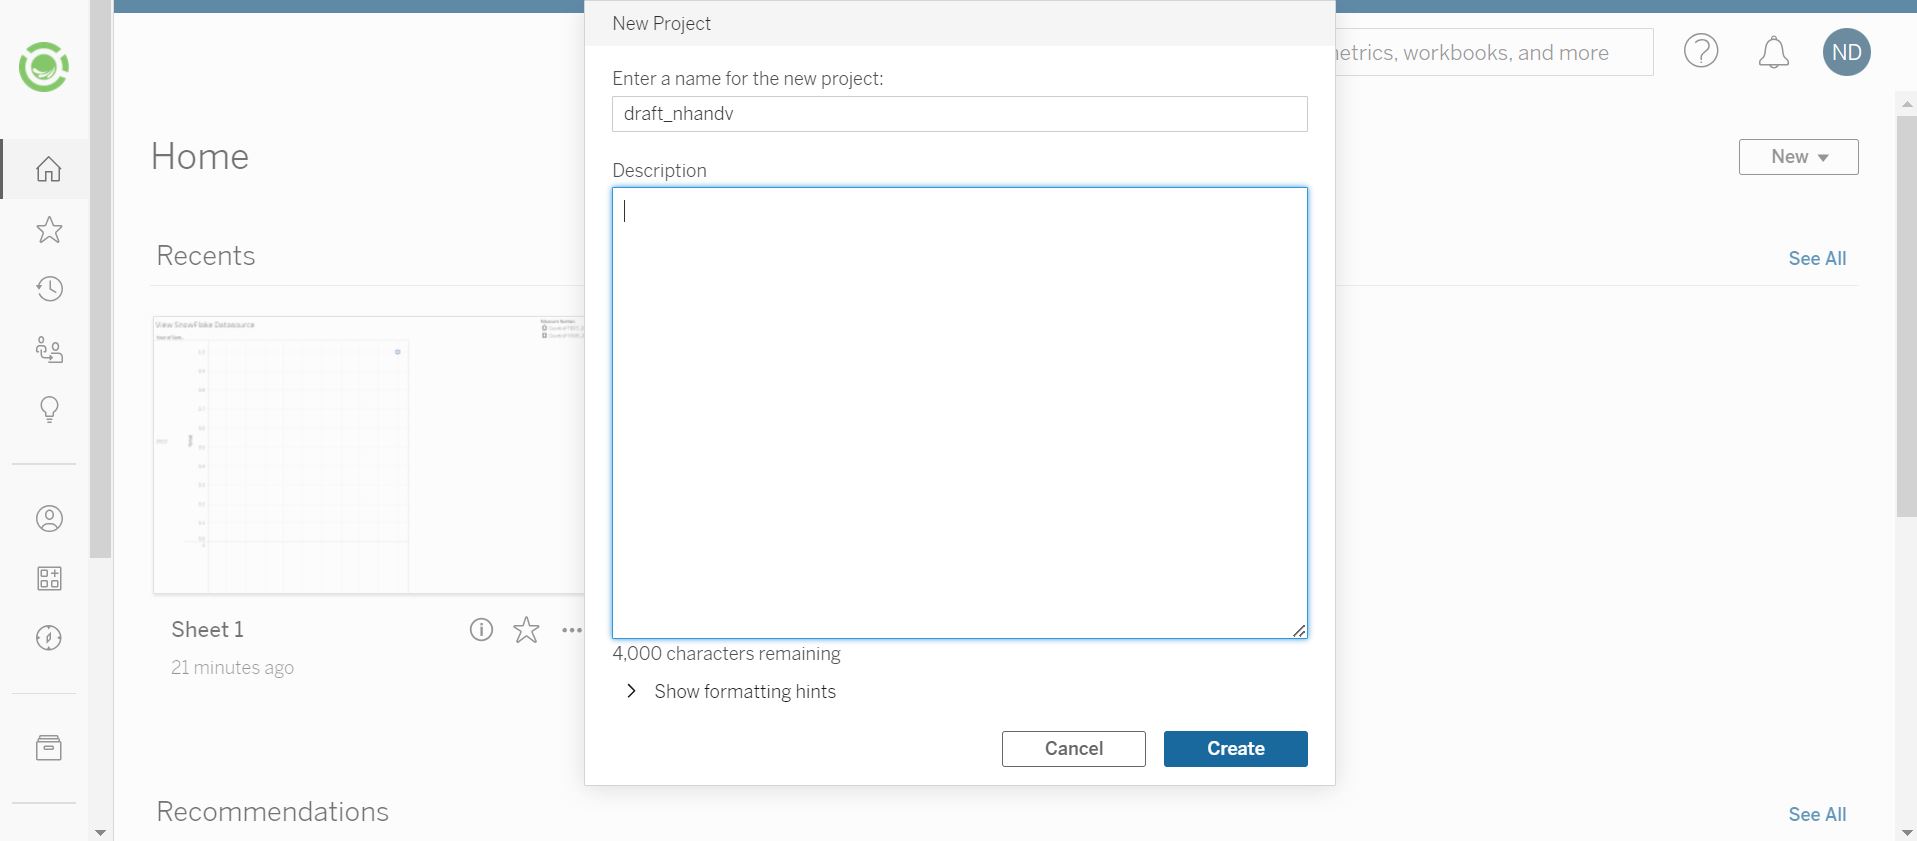 New Project
Enter a name for the new project:
draft_nhandv
Description
4,000 characters remaining
Show formatting hints
Cancel
Create
metrics, workbooks, and more
ND
Home
New
Recents
See All
View SnowFlake Datasource
Sheet 1
21 minutes ago
Recommendations
See All